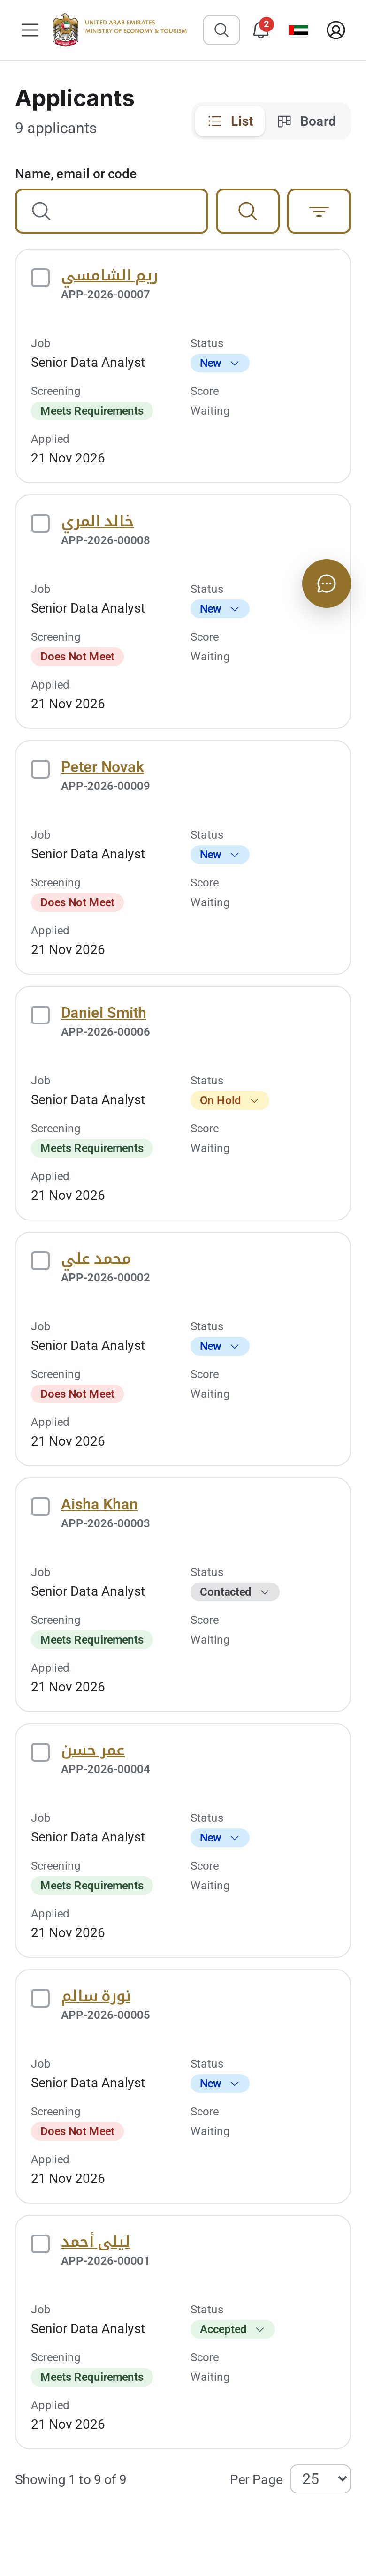 UNITED ARAB EMIRATES
MINISTRY OF ECONOMY & TOURISM
2
Applicants
9 applicants
List
Board
Name, email or code
ريم الشامسي
APP-2026-00007
Job
Status
Senior Data Analyst
New
Screening
Score
Meets Requirements
Waiting
Applied
21 Nov 2026
خالد المري
APP-2026-00008
Job
Status
Senior Data Analyst
New
Screening
Score
Does Not Meet
Waiting
Applied
21 Nov 2026
Peter Novak
APP-2026-00009
Job
Status
Senior Data Analyst
New
Screening
Score
Does Not Meet
Waiting
Applied
21 Nov 2026
Daniel Smith
APP-2026-00006
Job
Status
Senior Data Analyst
On Hold
Screening
Score
Meets Requirements
Waiting
Applied
21 Nov 2026
محمد علي
APP-2026-00002
Job
Status
Senior Data Analyst
New
Screening
Score
Does Not Meet
Waiting
Applied
21 Nov 2026
Aisha Khan
APP-2026-00003
Job
Status
Senior Data Analyst
Contacted
Screening
Score
Meets Requirements
Waiting
Applied
21 Nov 2026
عمر حسن
APP-2026-00004
Job
Status
Senior Data Analyst
New
Screening
Score
Meets Requirements
Waiting
Applied
21 Nov 2026
نورة سالم
APP-2026-00005
Job
Status
Senior Data Analyst
New
Screening
Score
Does Not Meet
Waiting
Applied
21 Nov 2026
ليلى أحمد
APP-2026-00001
Job
Status
Senior Data Analyst
Accepted
Screening
Score
Meets Requirements
Waiting
Applied
21 Nov 2026
Showing 1 to 9 of 9
Per Page
25